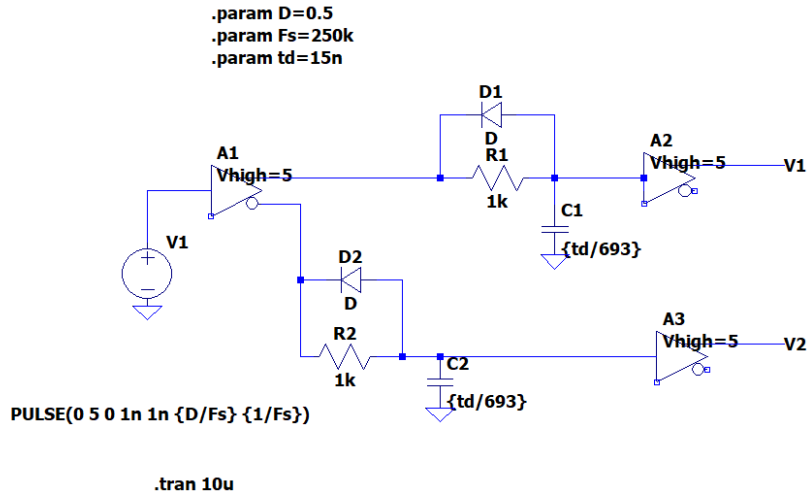 .param D=0.5
.param Fs=250k
.param td=15n
D1
D
A1
Vhigh=5
R1
1k
A2
Vhigh=5
V1
C1
{td/693}
V1
D2
D
R2
1k
C2
{td/693}
A3
Vhigh=5
V2
PULSE(0 5 0 1n 1n {D/Fs} {1/Fs})
.tran 10u